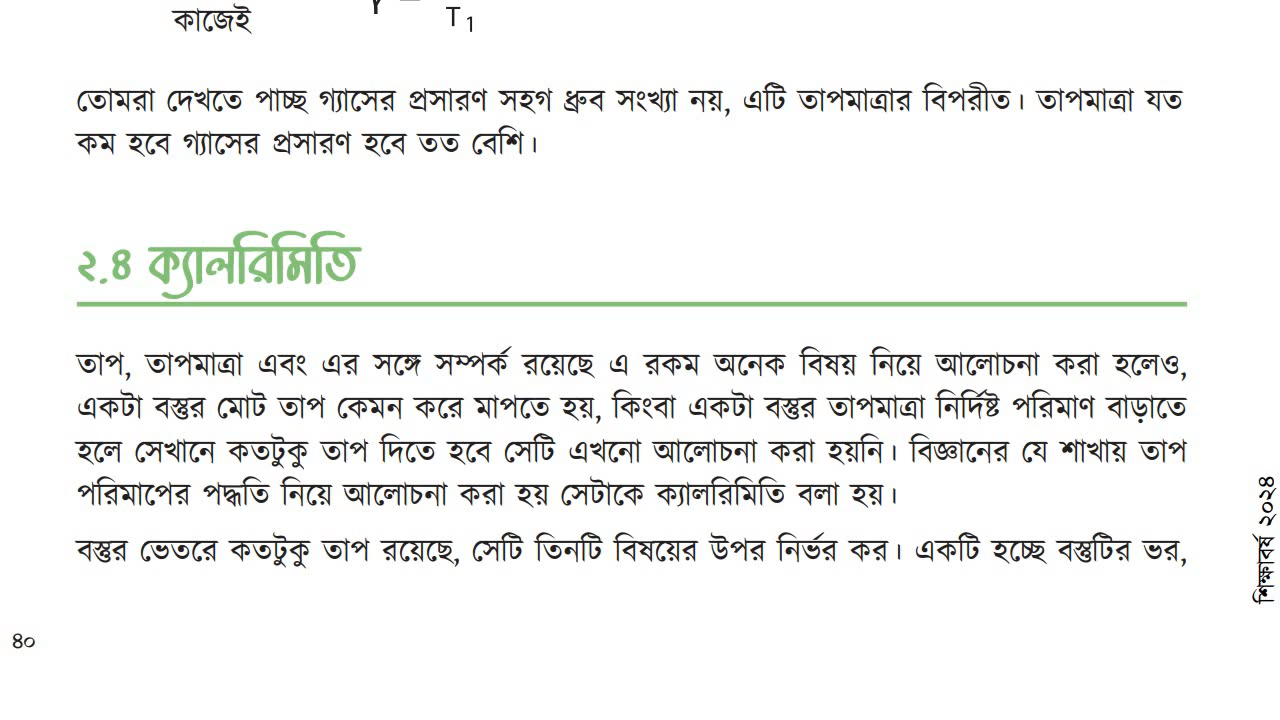 কাজেই
T₁
তোমরা দেখতে পাচ্ছ গ্যাসের প্রসারণ সহগ ধ্রুব সংখ্যা নয়, এটি তাপমাত্রার বিপরীত। তাপমাত্রা যত
কম হবে গ্যাসের প্রসারণ হবে তত বেশি।
২.৪ ক্যালরিমিতি
তাপ, তাপমাত্রা এবং এর সঙ্গে সম্পর্ক রয়েছে এ রকম অনেক বিষয় নিয়ে আলোচনা করা হলেও,
একটা বস্তুর মোট তাপ কেমন করে মাপতে হয়, কিংবা একটা বস্তুর তাপমাত্রা নির্দিষ্ট পরিমাণ বাড়াতে
হলে সেখানে কতটুকু তাপ দিতে হবে সেটি এখনো আলোচনা করা হয়নি। বিজ্ঞানের যে শাখায় তাপ
পরিমাপের পদ্ধতি নিয়ে আলোচনা করা হয় সেটাকে ক্যালরিমিতি বলা হয়।
বস্তুর ভেতরে কতটুকু তাপ রয়েছে, সেটি তিনটি বিষয়ের উপর নির্ভর কর। একটি হচ্ছে বস্তুটির ভর,
শিক্ষাবর্ষ ২০২৪
৪০